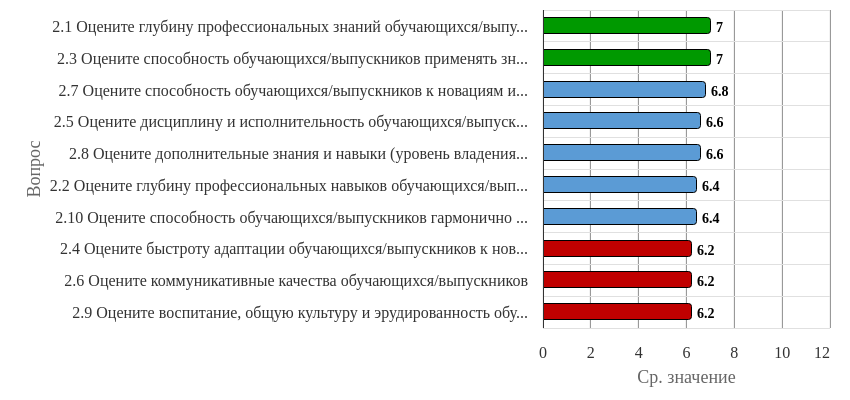 2.1 Оцените глубину профессиональных знаний обучающихся/выпу... 7
2.3 Оцените способность обучающихся/выпускников применять зн... 7
2.7 Оцените способность обучающихся/выпускников к новациям и... 6.8
2.5 Оцените дисциплину и исполнительность обучающихся/выпуск... 6.6
2.8 Оцените дополнительные знания и навыки (уровень владения... 6.6
2.2 Оцените глубину профессиональных навыков обучающихся/вып... 6.4
2.10 Оцените способность обучающихся/выпускников гармонично ... 6.4
2.4 Оцените быстроту адаптации обучающихся/выпускников к нов... 6.2
2.6 Оцените коммуникативные качества обучающихся/выпускников 6.2
2.9 Оцените воспитание, общую культуру и эрудированность обу... 6.2
Вопрос
0 2 4 6 8 10 12
Ср. значение